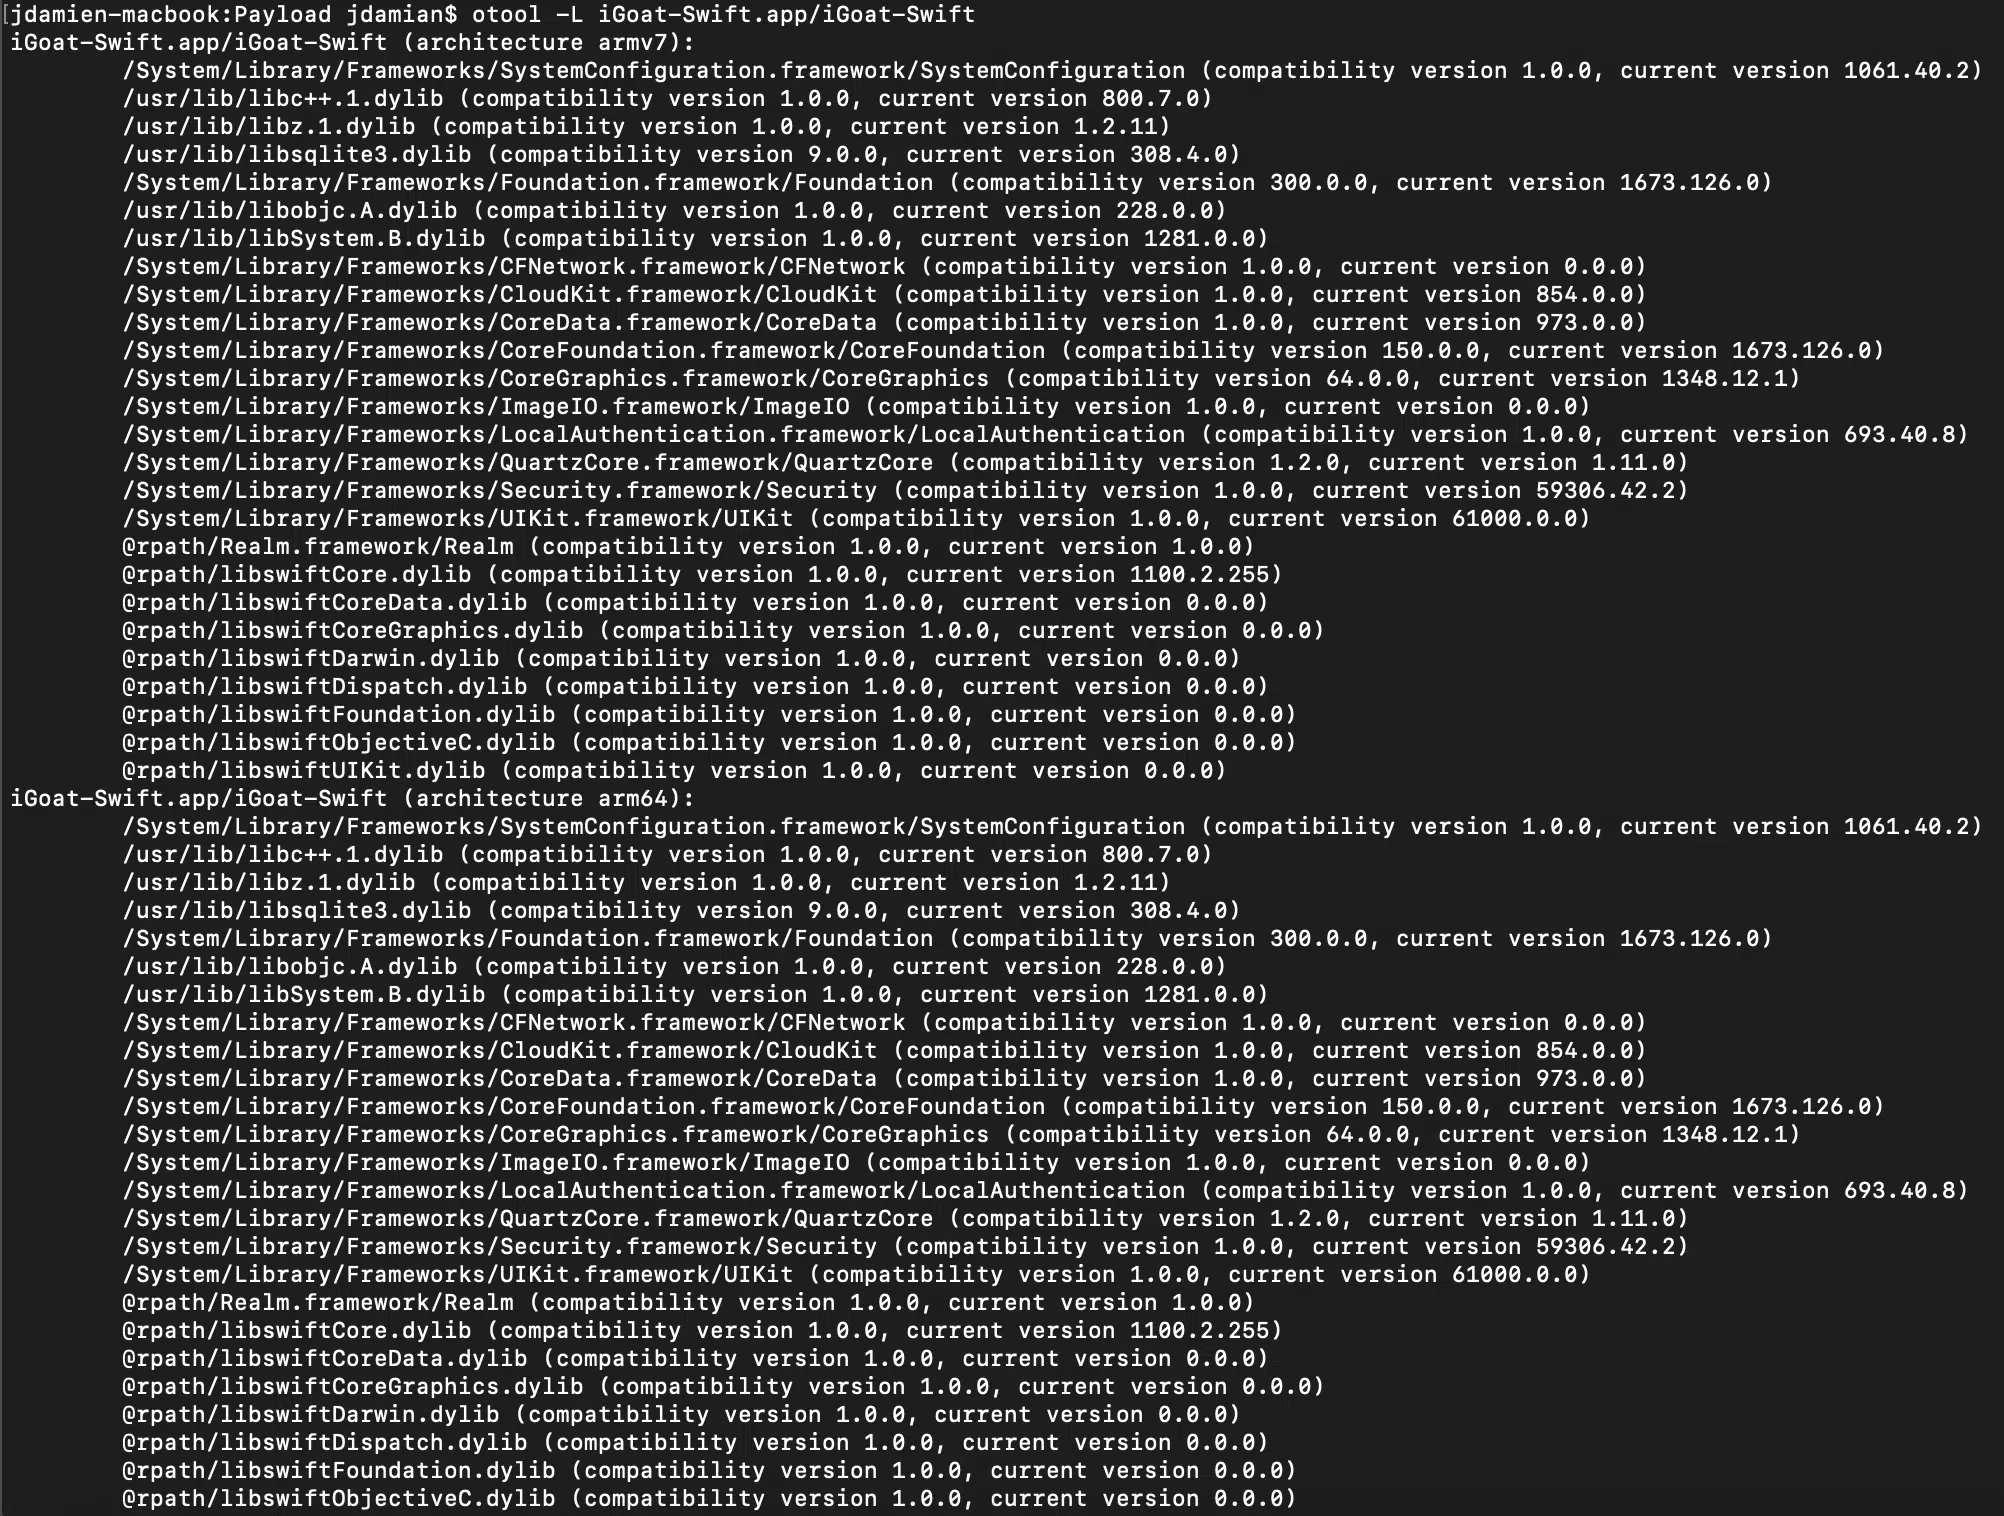 [jdamien-macbook:Payload jdamian$ otool -L iGoat-Swift.app/iGoat-Swift
iGoat-Swift.app/iGoat-Swift (architecture armv7):
/System/Library/Frameworks/SystemConfiguration.framework/SystemConfiguration (compatibility version 1.0.0, current version 1061.40.2)
/usr/lib/libc++.1.dylib (compatibility version 1.0.0, current version 800.7.0)
/usr/lib/libz.1.dylib (compatibility version 1.0.0, current version 1.2.11)
/usr/lib/libsqlite3.dylib (compatibility version 9.0.0, current version 308.4.0)
/System/Library/Frameworks/Foundation.framework/Foundation (compatibility version 300.0.0, current version 1673.126.0)
/usr/lib/libobjc.A.dylib (compatibility version 1.0.0, current version 228.0.0)
/usr/lib/libSystem.B.dylib (compatibility version 1.0.0, current version 1281.0.0)
/System/Library/Frameworks/CFNetwork.framework/CFNetwork (compatibility version 1.0.0, current version 0.0.0)
/System/Library/Frameworks/CloudKit.framework/CloudKit (compatibility version 1.0.0, current version 854.0.0)
/System/Library/Frameworks/CoreData.framework/CoreData (compatibility version 1.0.0, current version 973.0.0)
/System/Library/Frameworks/CoreFoundation.framework/CoreFoundation (compatibility version 150.0.0, current version 1673.126.0)
/System/Library/Frameworks/CoreGraphics.framework/CoreGraphics (compatibility version 64.0.0, current version 1348.12.1)
/System/Library/Frameworks/ImageIO.framework/ImageIO (compatibility version 1.0.0, current version 0.0.0)
/System/Library/Frameworks/LocalAuthentication.framework/LocalAuthentication (compatibility version 1.0.0, current version 693.40.8)
/System/Library/Frameworks/QuartzCore.framework/QuartzCore (compatibility version 1.2.0, current version 1.11.0)
/System/Library/Frameworks/Security.framework/Security (compatibility version 1.0.0, current version 59306.42.2)
/System/Library/Frameworks/UIKit.framework/UIKit (compatibility version 1.0.0, current version 61000.0.0)
@rpath/Realm.framework/Realm (compatibility version 1.0.0, current version 1.0.0)
@rpath/libswiftCore.dylib (compatibility version 1.0.0, current version 1100.2.255)
@rpath/libswiftCoreData.dylib (compatibility version 1.0.0, current version 0.0.0)
@rpath/libswiftCoreGraphics.dylib (compatibility version 1.0.0, current version 0.0.0)
@rpath/libswiftDarwin.dylib (compatibility version 1.0.0, current version 0.0.0)
@rpath/libswiftDispatch.dylib (compatibility version 1.0.0, current version 0.0.0)
@rpath/libswiftFoundation.dylib (compatibility version 1.0.0, current version 0.0.0)
@rpath/libswiftObjectiveC.dylib (compatibility version 1.0.0, current version 0.0.0)
@rpath/libswiftUIKit.dylib (compatibility version 1.0.0, current version 0.0.0)
iGoat-Swift.app/iGoat-Swift (architecture arm64):
/System/Library/Frameworks/SystemConfiguration.framework/SystemConfiguration (compatibility version 1.0.0, current version 1061.40.2)
/usr/lib/libc++.1.dylib (compatibility version 1.0.0, current version 800.7.0)
/usr/lib/libz.1.dylib (compatibility version 1.0.0, current version 1.2.11)
/usr/lib/libsqlite3.dylib (compatibility version 9.0.0, current version 308.4.0)
/System/Library/Frameworks/Foundation.framework/Foundation (compatibility version 300.0.0, current version 1673.126.0)
/usr/lib/libobjc.A.dylib (compatibility version 1.0.0, current version 228.0.0)
/usr/lib/libSystem.B.dylib (compatibility version 1.0.0, current version 1281.0.0)
/System/Library/Frameworks/CFNetwork.framework/CFNetwork (compatibility version 1.0.0, current version 0.0.0)
/System/Library/Frameworks/CloudKit.framework/CloudKit (compatibility version 1.0.0, current version 854.0.0)
/System/Library/Frameworks/CoreData.framework/CoreData (compatibility version 1.0.0, current version 973.0.0)
/System/Library/Frameworks/CoreFoundation.framework/CoreFoundation (compatibility version 150.0.0, current version 1673.126.0)
/System/Library/Frameworks/CoreGraphics.framework/CoreGraphics (compatibility version 64.0.0, current version 1348.12.1)
/System/Library/Frameworks/ImageIO.framework/ImageIO (compatibility version 1.0.0, current version 0.0.0)
/System/Library/Frameworks/LocalAuthentication.framework/LocalAuthentication (compatibility version 1.0.0, current version 693.40.8)
/System/Library/Frameworks/QuartzCore.framework/QuartzCore (compatibility version 1.2.0, current version 1.11.0)
/System/Library/Frameworks/Security.framework/Security (compatibility version 1.0.0, current version 59306.42.2)
/System/Library/Frameworks/UIKit.framework/UIKit (compatibility version 1.0.0, current version 61000.0.0)
@rpath/Realm.framework/Realm (compatibility version 1.0.0, current version 1.0.0)
@rpath/libswiftCore.dylib (compatibility version 1.0.0, current version 1100.2.255)
@rpath/libswiftCoreData.dylib (compatibility version 1.0.0, current version 0.0.0)
@rpath/libswiftCoreGraphics.dylib (compatibility version 1.0.0, current version 0.0.0)
@rpath/libswiftDarwin.dylib (compatibility version 1.0.0, current version 0.0.0)
@rpath/libswiftDispatch.dylib (compatibility version 1.0.0, current version 0.0.0)
@rpath/libswiftFoundation.dylib (compatibility version 1.0.0, current version 0.0.0)
@rpath/libswiftObjectiveC.dylib (compatibility version 1.0.0, current version 0.0.0)